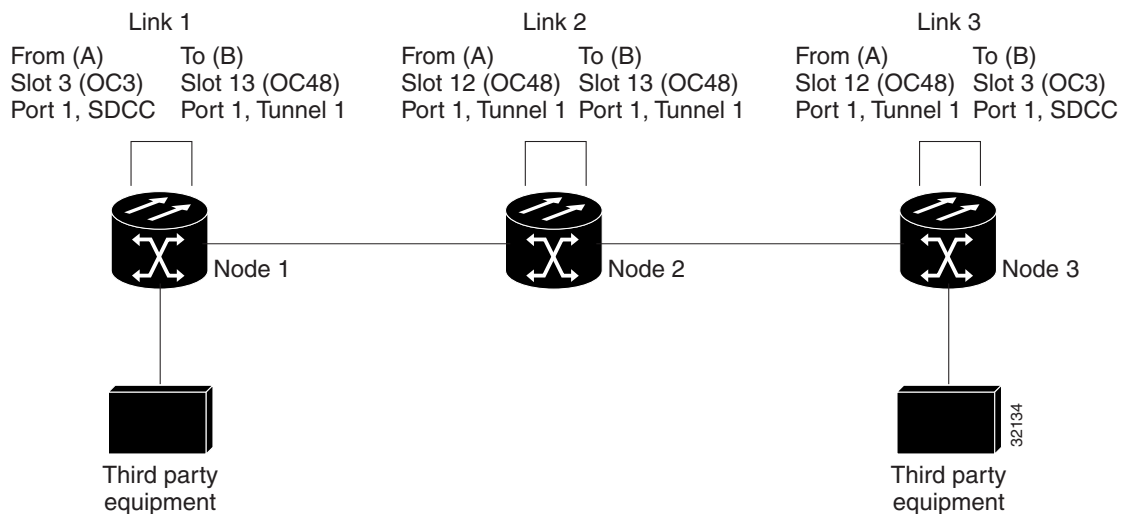 Link 1
From (A) To (B)
Slot 3 (OC3) Slot 13 (OC48)
Port 1, SDCC Port 1, Tunnel 1
Link 2
From (A) To (B)
Slot 12 (OC48) Slot 13 (OC48)
Port 1, Tunnel 1 Port 1, Tunnel 1
Link 3
From (A) To (B)
Slot 12 (OC48) Slot 3 (OC3)
Port 1, Tunnel 1 Port 1, SDCC
Node 1
Node 2
Node 3
Third party
equipment
Third party
equipment
32134